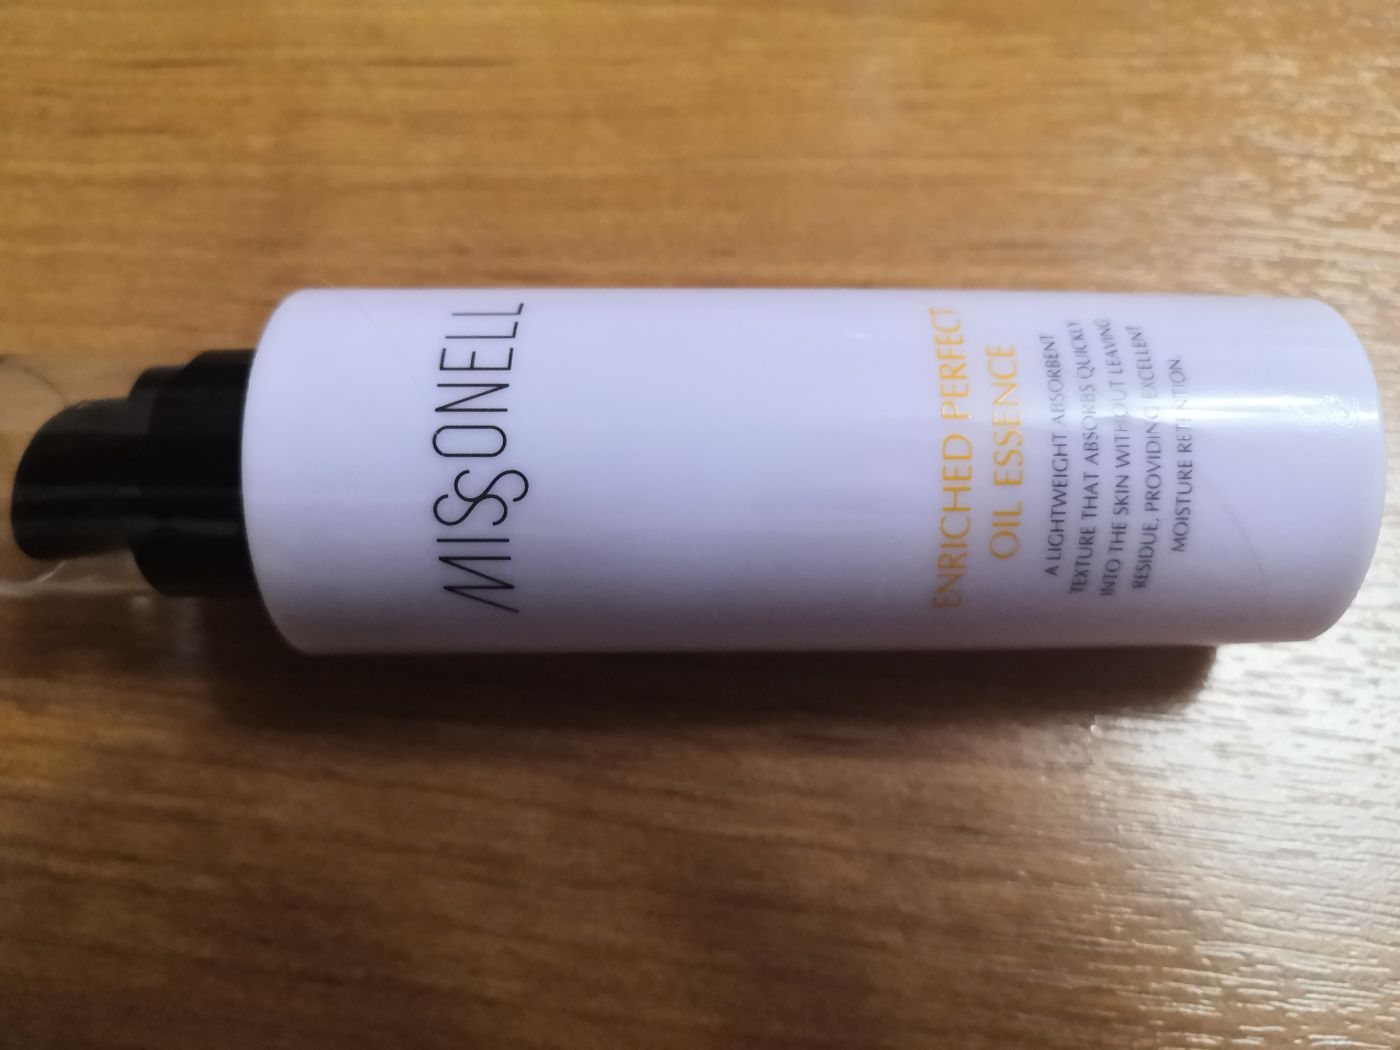 MISSONELL
ENRICHED PERFECT
OIL ESSENCE
A LIGHTWEIGHT ABSORBENT
TEXTURE THAT ABSORBS QUICKLY
INTO THE SKIN WITHOUT LEAVING
RESIDUE, PROVIDING EXCELLENT
MOISTURE RETENTION.